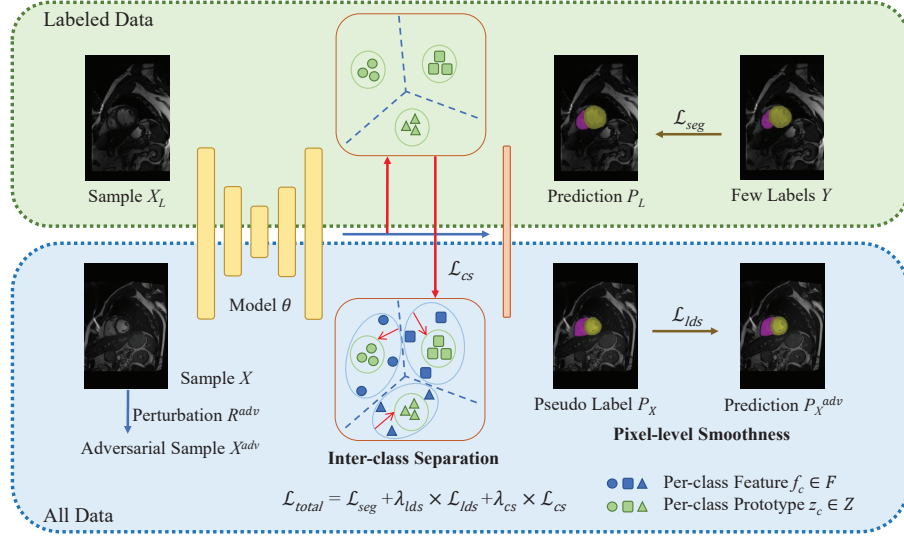 Labeled Data
Sample X_L
Prediction P_L
ℒ_seg
Few Labels Y
Model θ
ℒ_cs
Sample X
Perturbation R^adv
Adversarial Sample X^adv
Inter-class Separation
Pseudo Label P_X
ℒ_lds
Prediction P_X^adv
Pixel-level Smoothness
ℒ_total = ℒ_seg + λ_lds × ℒ_lds + λ_cs × ℒ_cs
Per-class Feature f_c ∈ F
Per-class Prototype z_c ∈ Z
All Data